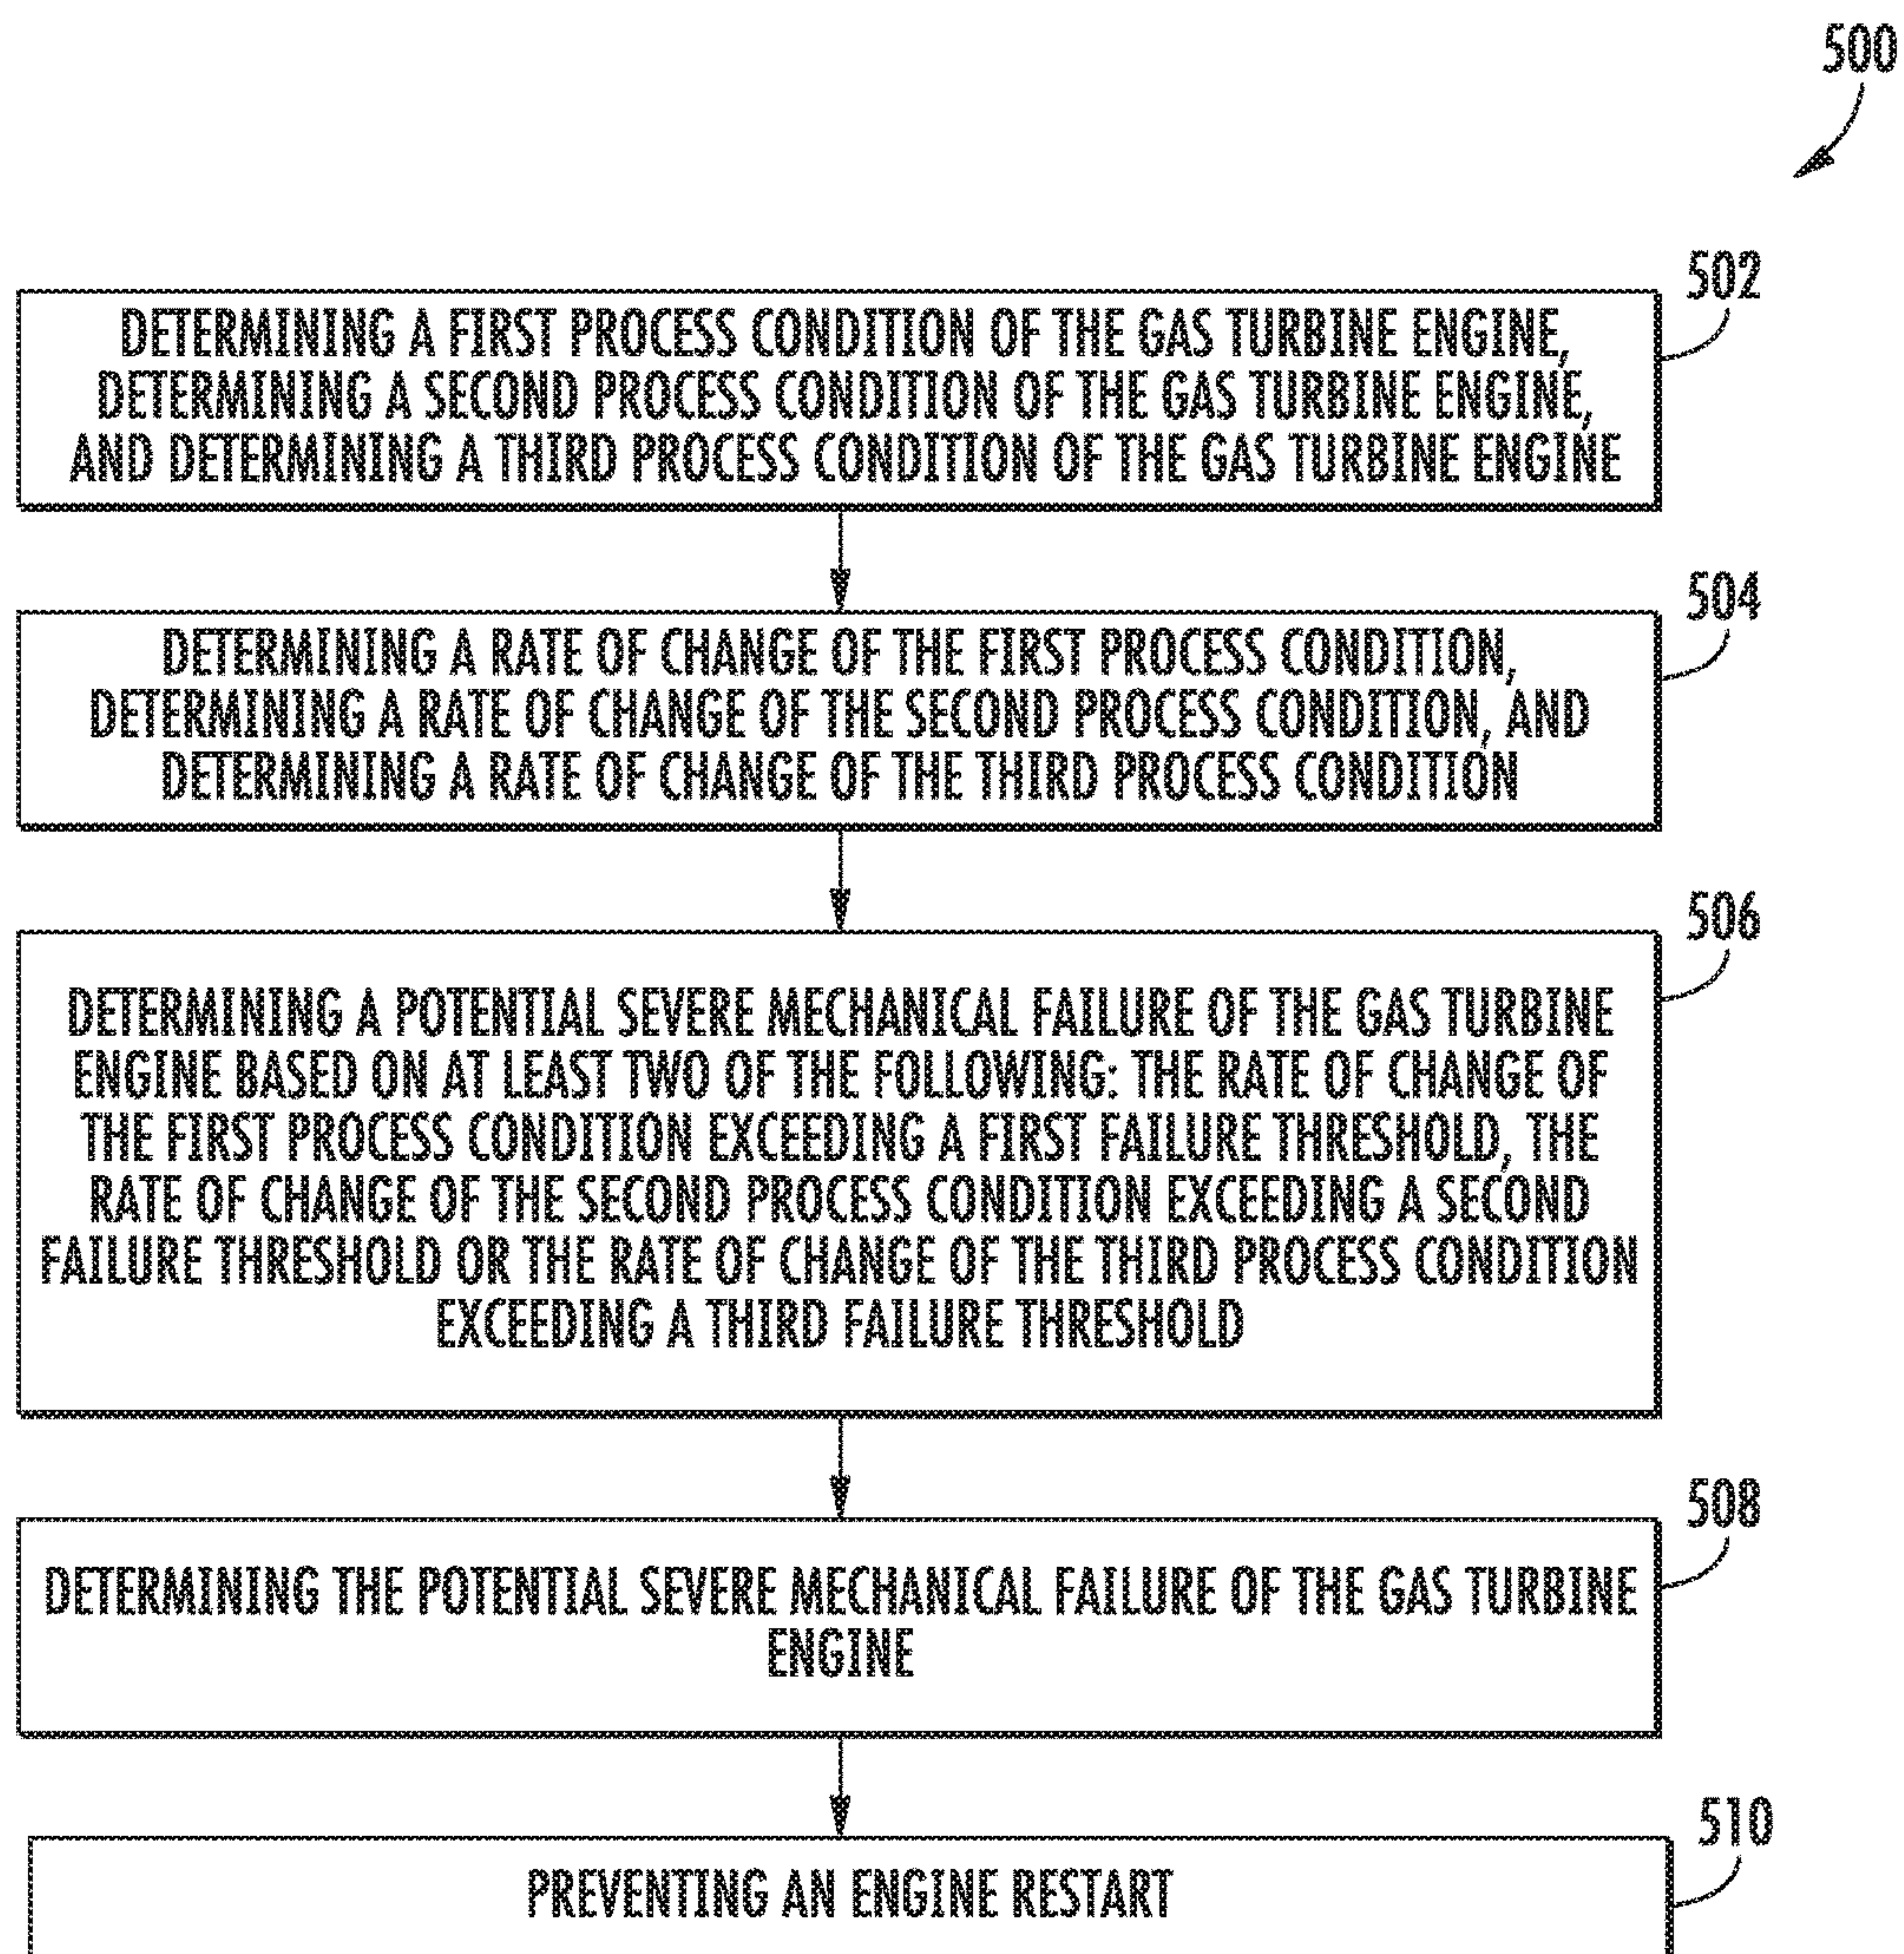 500
502
DETERMINING A FIRST PROCESS CONDITION OF THE GAS TURBINE ENGINE,
DETERMINING A SECOND PROCESS CONDITION OF THE GAS TURBINE ENGINE,
AND DETERMINING A THIRD PROCESS CONDITION OF THE GAS TURBINE ENGINE
504
DETERMINING A RATE OF CHANGE OF THE FIRST PROCESS CONDITION,
DETERMINING A RATE OF CHANGE OF THE SECOND PROCESS CONDITION, AND
DETERMINING A RATE OF CHANGE OF THE THIRD PROCESS CONDITION
506
DETERMINING A POTENTIAL SEVERE MECHANICAL FAILURE OF THE GAS TURBINE
ENGINE BASED ON AT LEAST TWO OF THE FOLLOWING: THE RATE OF CHANGE OF
THE FIRST PROCESS CONDITION EXCEEDING A FIRST FAILURE THRESHOLD, THE
RATE OF CHANGE OF THE SECOND PROCESS CONDITION EXCEEDING A SECOND
FAILURE THRESHOLD OR THE RATE OF CHANGE OF THE THIRD PROCESS CONDITION
EXCEEDING A THIRD FAILURE THRESHOLD
508
DETERMINING THE POTENTIAL SEVERE MECHANICAL FAILURE OF THE GAS TURBINE
ENGINE
510
PREVENTING AN ENGINE RESTART